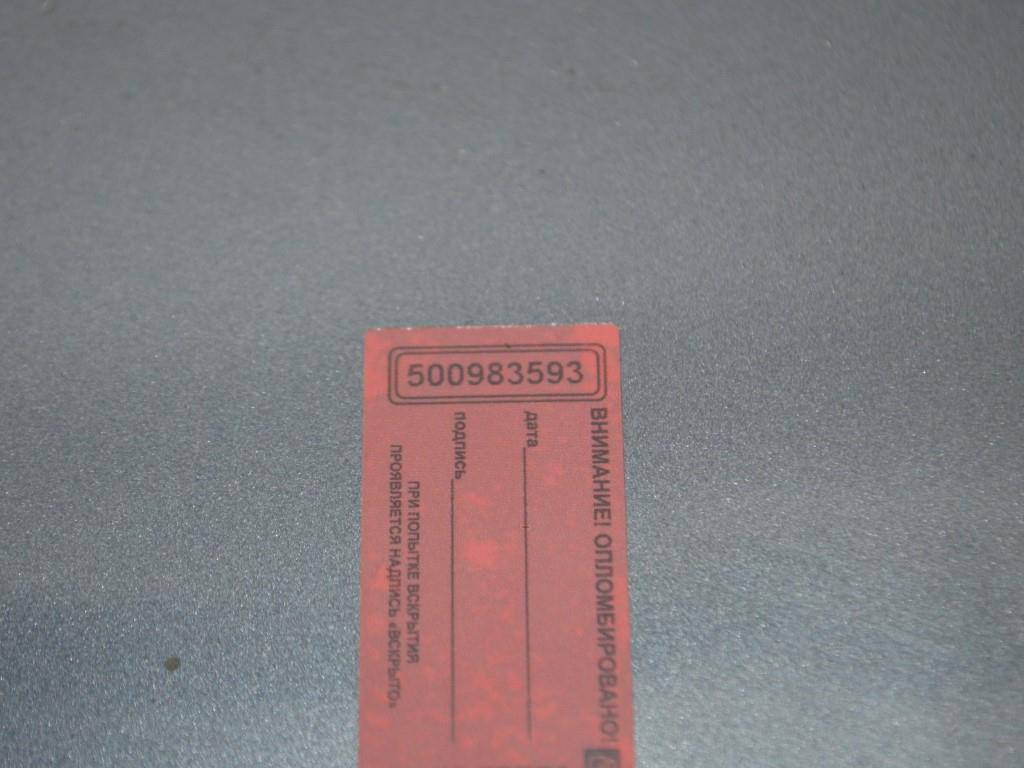 500983593
ВНИМАНИЕ! ОПЛОМБИРОВАНО!
дата
подпись
ПРИ ПОПЫТКЕ ВСКРЫТИЯ
ПРОЯВЛЯЕТСЯ НАДПИСЬ «ВСКРЫТО»